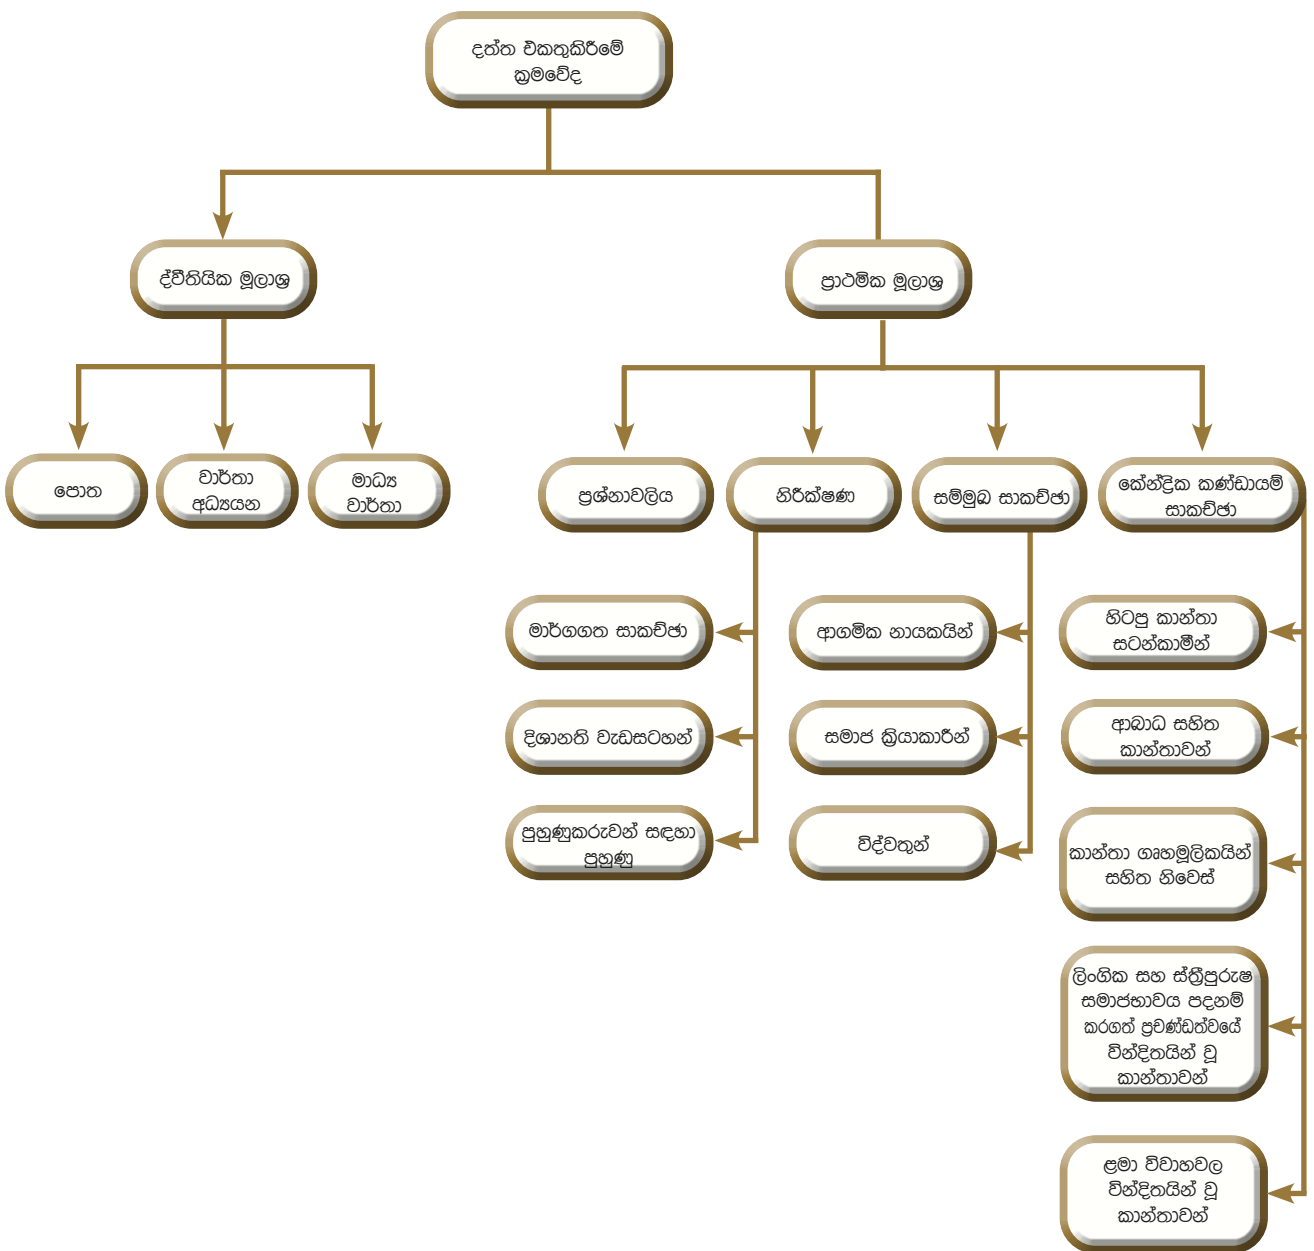 දත්ත එකතුකිරීමේ
ක්‍රමවේද
ද්වීතියික මූලාශ්‍ර
ප්‍රාථමික මූලාශ්‍ර
පොත
වාර්තා
අධ්‍යයන
මාධ්‍ය
වාර්තා
ප්‍රශ්නාවලිය
නිරීක්ෂණ
සම්මුඛ සාකච්ඡා
කේන්ද්‍රික කණ්ඩායම්
සාකච්ඡා
මාර්ගගත සාකච්ඡා
දිශානති වැඩසටහන්
පුහුණුකරුවන් සඳහා
පුහුණු
ආගමික නායකයින්
සමාජ ක්‍රියාකාරීන්
විද්වතුන්
හිටපු කාන්තා
සටන්කාමීන්
ආබාධ සහිත
කාන්තාවන්
කාන්තා ගෘහමූලිකයින්
සහිත නිවෙස්
ලිංගික සහ ස්ත්‍රීපුරුෂ
සමාජභාවය පදනම්
කරගත් ප්‍රචණ්ඩත්වයේ
වින්දිතයින් වූ
කාන්තාවන්
ළමා විවාහවල
වින්දිතයින් වූ
කාන්තාවන්